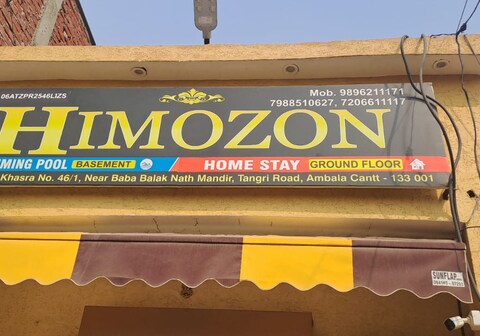 06ATZPR2546LIZS
Mob. 9896211171
7988510627, 7206611117
HIMOZON
MING POOL BASEMENT HOME STAY GROUND FLOOR
Khasra No. 46/1, Near Baba Balak Nath Mandir, Tangri Road, Ambala Cantt - 133 001
SUNFLAP